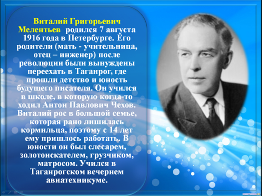 Виталий Григорьевич
Мелентьев родился 7 августа
1916 года в Петербурге. Его
родители (мать - учительница,
отец – инженер) после
революции были вынуждены
переехать в Таганрог, где
прошли детство и юность
будущего писателя. Он учился
в школе, в которую когда-то
ходил Антон Павлович Чехов.
Виталий рос в большой семье,
которая рано лишилась
кормильца, поэтому с 14 лет
ему пришлось работать. В
юности он был слесарем,
золотоискателем, грузчиком,
матросом. Учился в
Таганрогском вечернем
авиатехникуме.